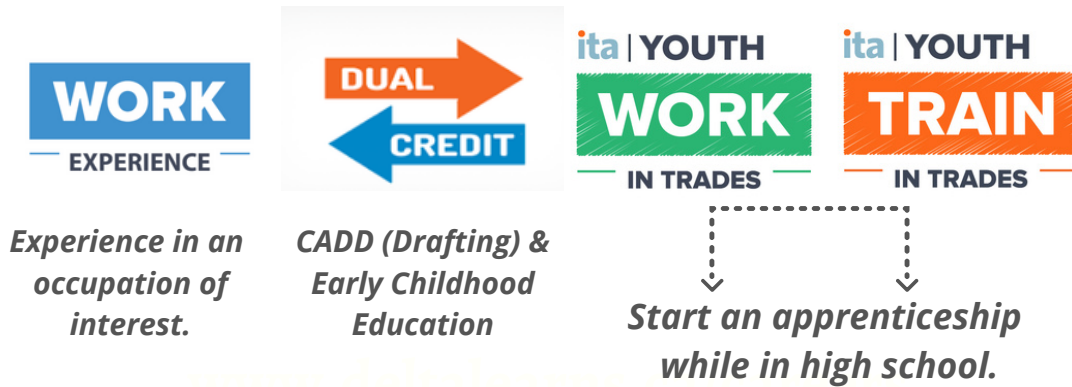 WORK
EXPERIENCE
Experience in an
occupation of
interest.
DUAL
CREDIT
CADD (Drafting) &
Early Childhood
Education
ita | YOUTH
WORK
IN TRADES
ita | YOUTH
TRAIN
IN TRADES
Start an apprenticeship
while in high school.